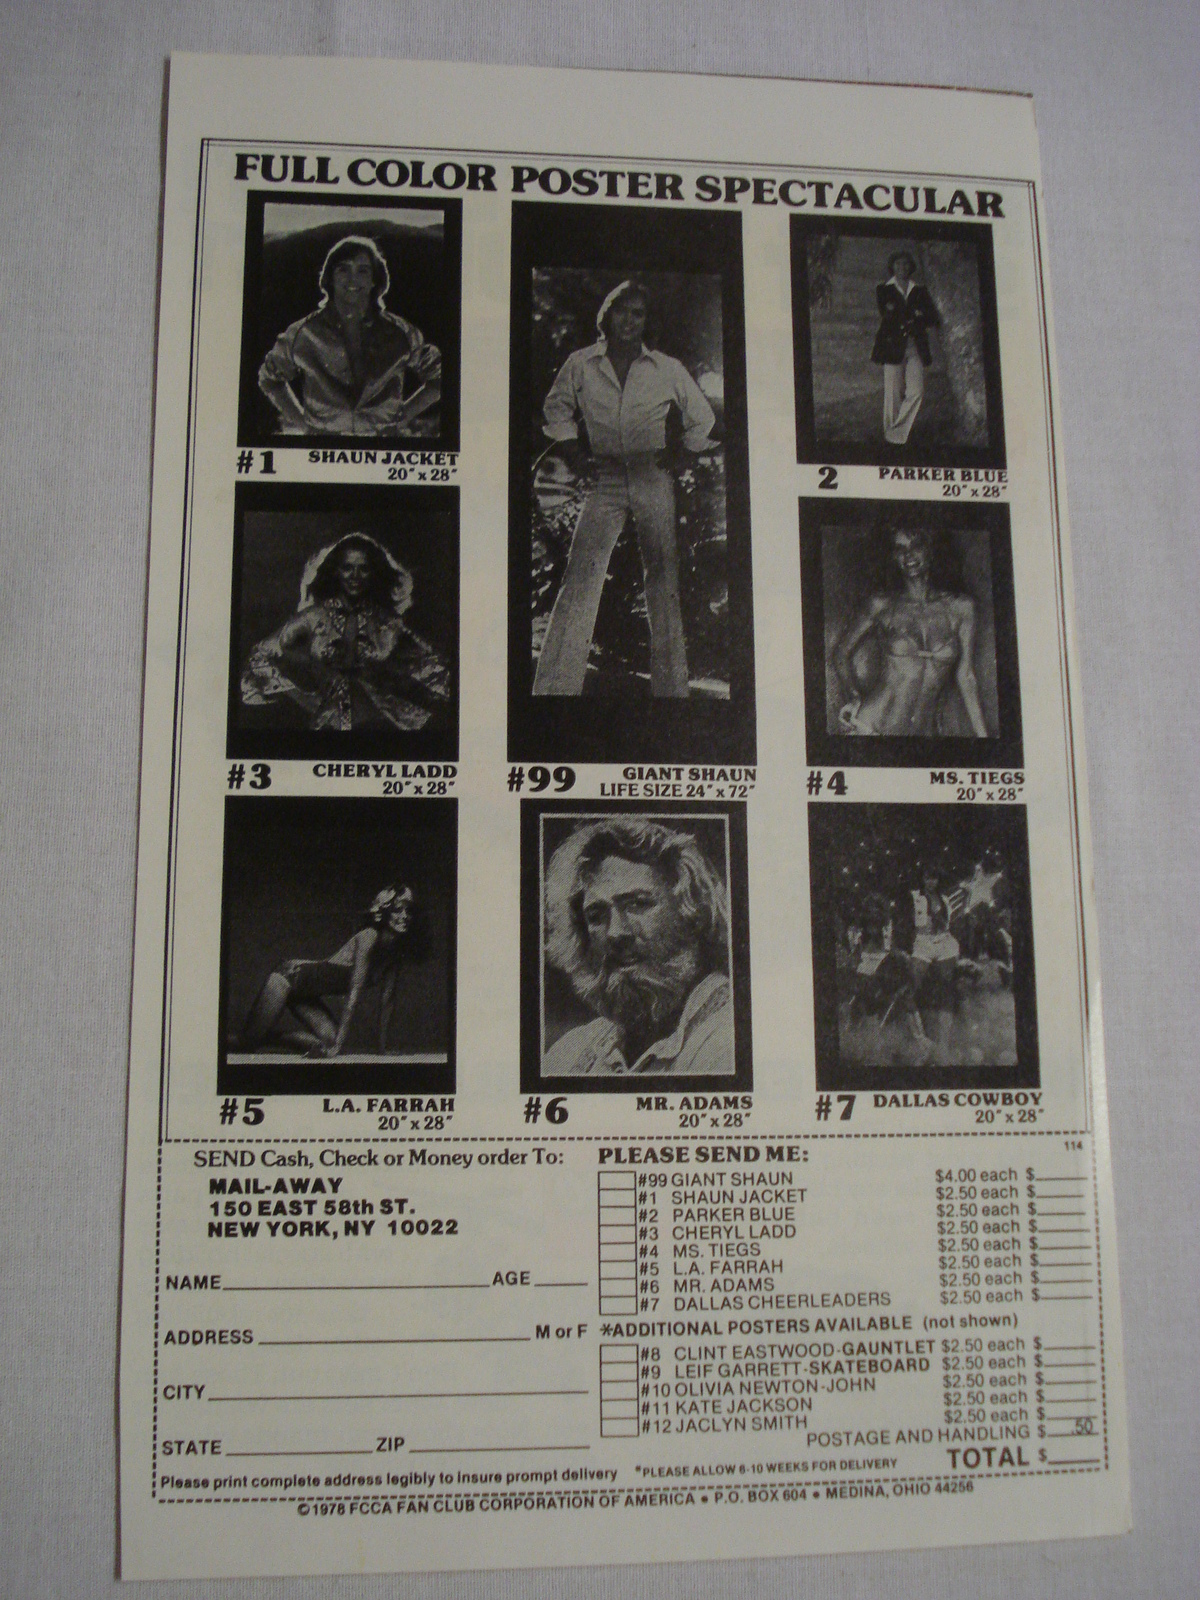 FULL COLOR POSTER SPECTACULAR
#1 SHAUN JACKET
20" x 28"
2 PARKER BLUE
20" x 28"
#3 CHERYL LADD
20" x 28"
#99 GIANT SHAUN
LIFE SIZE 24" x 72"
#4 MS. TIEGS
20" x 28"
#5 L.A. FARRAH
20" x 28"
#6 MR. ADAMS
20" x 28"
#7 DALLAS COWBOY
20" x 28"
114
SEND Cash, Check or Money order To:
MAIL-AWAY
150 EAST 58th ST.
NEW YORK, NY 10022
NAME AGE
ADDRESS M or F
CITY
STATE ZIP
Please print complete address legibly to insure prompt delivery
PLEASE SEND ME:
#99 GIANT SHAUN $4.00 each $
#1 SHAUN JACKET $2.50 each $
#2 PARKER BLUE $2.50 each $
#3 CHERYL LADD $2.50 each $
#4 MS. TIEGS $2.50 each $
#5 L.A. FARRAH $2.50 each $
#6 MR. ADAMS $2.50 each $
#7 DALLAS CHEERLEADERS $2.50 each $
*ADDITIONAL POSTERS AVAILABLE (not shown)
#8 CLINT EASTWOOD-GAUNTLET $2.50 each $
#9 LEIF GARRETT-SKATEBOARD $2.50 each $
#10 OLIVIA NEWTON-JOHN $2.50 each $
#11 KATE JACKSON $2.50 each $
#12 JACLYN SMITH $2.50 each $
POSTAGE AND HANDLING $ .50
*PLEASE ALLOW 6-10 WEEKS FOR DELIVERY TOTAL $
©1978 FCCA FAN CLUB CORPORATION OF AMERICA • P.O. BOX 604 • MEDINA, OHIO 44256